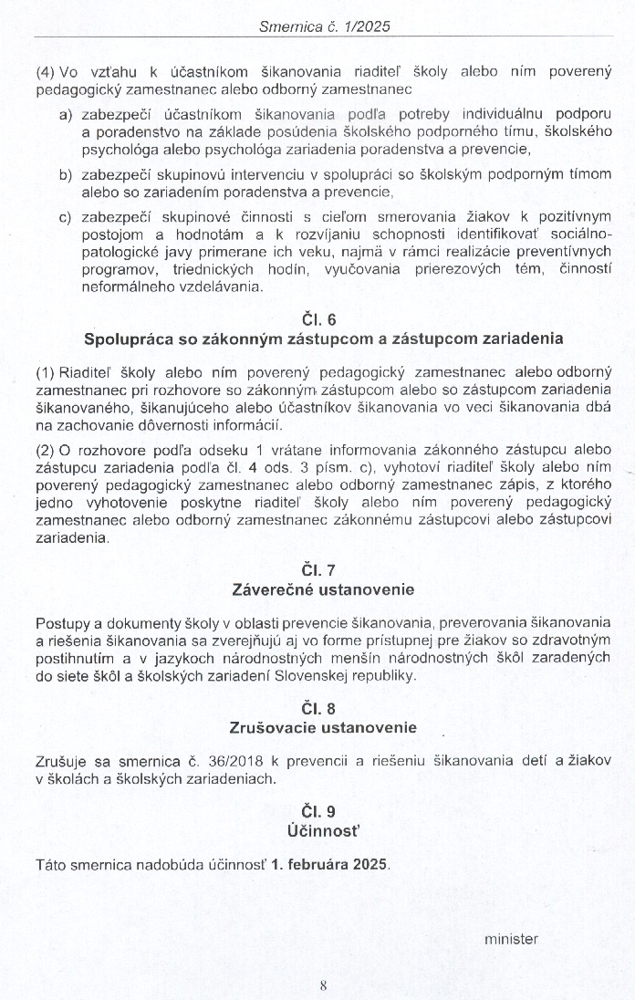 Smernica č. 1/2025
(4) Vo vzťahu k účastníkom šikanovania riaditeľ školy alebo ním poverený
pedagogický zamestnanec alebo odborný zamestnanec
a) zabezpečí účastníkom šikanovania podľa potreby individuálnu podporu
a poradenstvo na základe posúdenia školského podporného tímu, školského
psychológa alebo psychológa zariadenia poradenstva a prevencie,
b) zabezpečí skupinovú intervenciu v spolupráci so školským podporným tímom
alebo so zariadením poradenstva a prevencie,
c) zabezpečí skupinové činnosti s cieľom smerovania žiakov k pozitívnym
postojom a hodnotám a k rozvíjaniu schopnosti identifikovať sociálno-
patologické javy primerane ich veku, najmä v rámci realizácie preventívnych
programov, triednických hodín, vyučovania prierezových tém, činností
neformálneho vzdelávania.
Čl. 6
Spolupráca so zákonným zástupcom a zástupcom zariadenia
(1) Riaditeľ školy alebo ním poverený pedagogický zamestnanec alebo odborný
zamestnanec pri rozhovore so zákonným zástupcom alebo so zástupcom zariadenia
šikanovaného, šikanujúceho alebo účastníkov šikanovania vo veci šikanovania dbá
na zachovanie dôvernosti informácií.
(2) O rozhovore podľa odseku 1 vrátane informovania zákonného zástupcu alebo
zástupcu zariadenia podľa čl. 4 ods. 3 písm. c), vyhotoví riaditeľ školy alebo ním
poverený pedagogický zamestnanec alebo odborný zamestnanec zápis, z ktorého
jedno vyhotovenie poskytne riaditeľ školy alebo ním poverený pedagogický
zamestnanec alebo odborný zamestnanec zákonnému zástupcovi alebo zástupcovi
zariadenia.
Čl. 7
Záverečné ustanovenie
Postupy a dokumenty školy v oblasti prevencie šikanovania, preverovania šikanovania
a riešenia šikanovania sa zverejňujú aj vo forme prístupnej pre žiakov so zdravotným
postihnutím a v jazykoch národnostných menšín národnostných škôl zaradených
do siete škôl a školských zariadení Slovenskej republiky.
Čl. 8
Zrušovacie ustanovenie
Zrušuje sa smernica č. 36/2018 k prevencii a riešeniu šikanovania detí a žiakov
v školách a školských zariadeniach.
Čl. 9
Účinnosť
Táto smernica nadobúda účinnosť 1. februára 2025.
minister
8